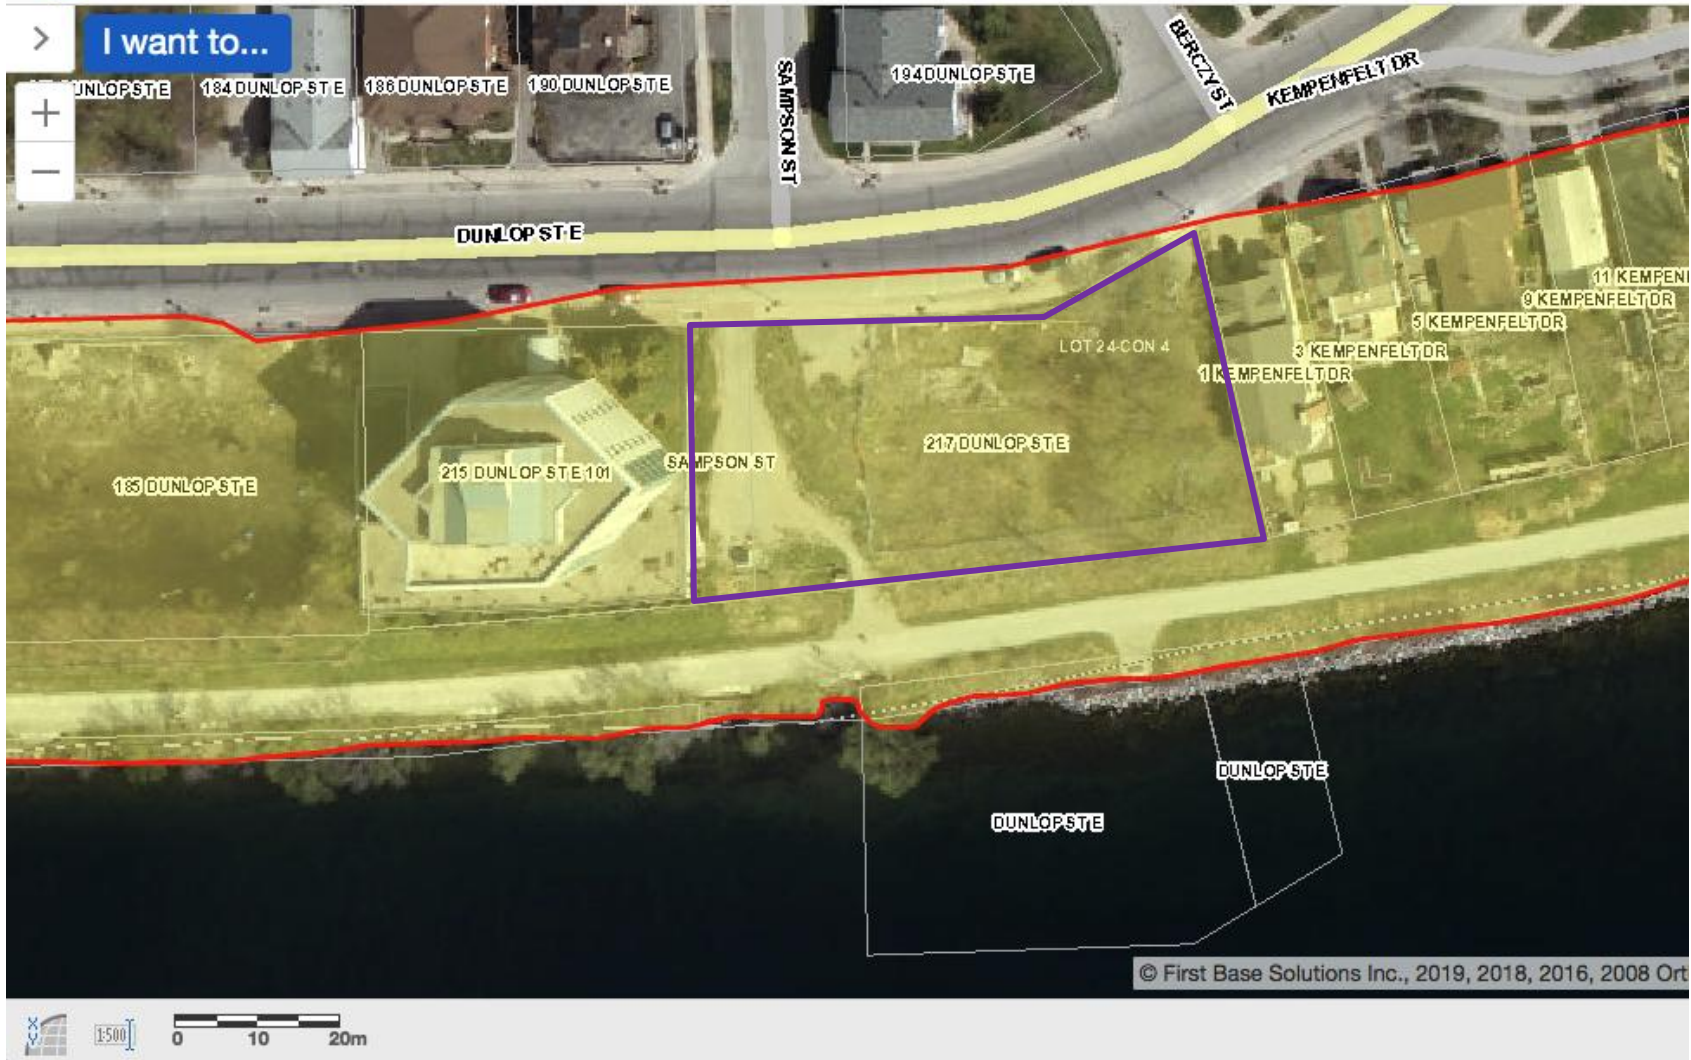 I want to...
UNLOP ST E
184 DUNLOP ST E
186 DUNLOP ST E
190 DUNLOP ST E
SAMPSON ST
194 DUNLOP ST E
BERCZY ST
KEMPENFELT DR
DUNLOP ST E
11 KEMPEN
9 KEMPENFELT DR
5 KEMPENFELT DR
LOT 24-CON 4
3 KEMPENFELT DR
1 KEMPENFELT DR
217 DUNLOP ST E
SAMPSON ST
215 DUNLOP ST E 101
185 DUNLOP ST E
DUNLOP ST E
DUNLOP ST E
© First Base Solutions Inc., 2019, 2018, 2016, 2008 Ort
X
Y
1:500
0 10 20m